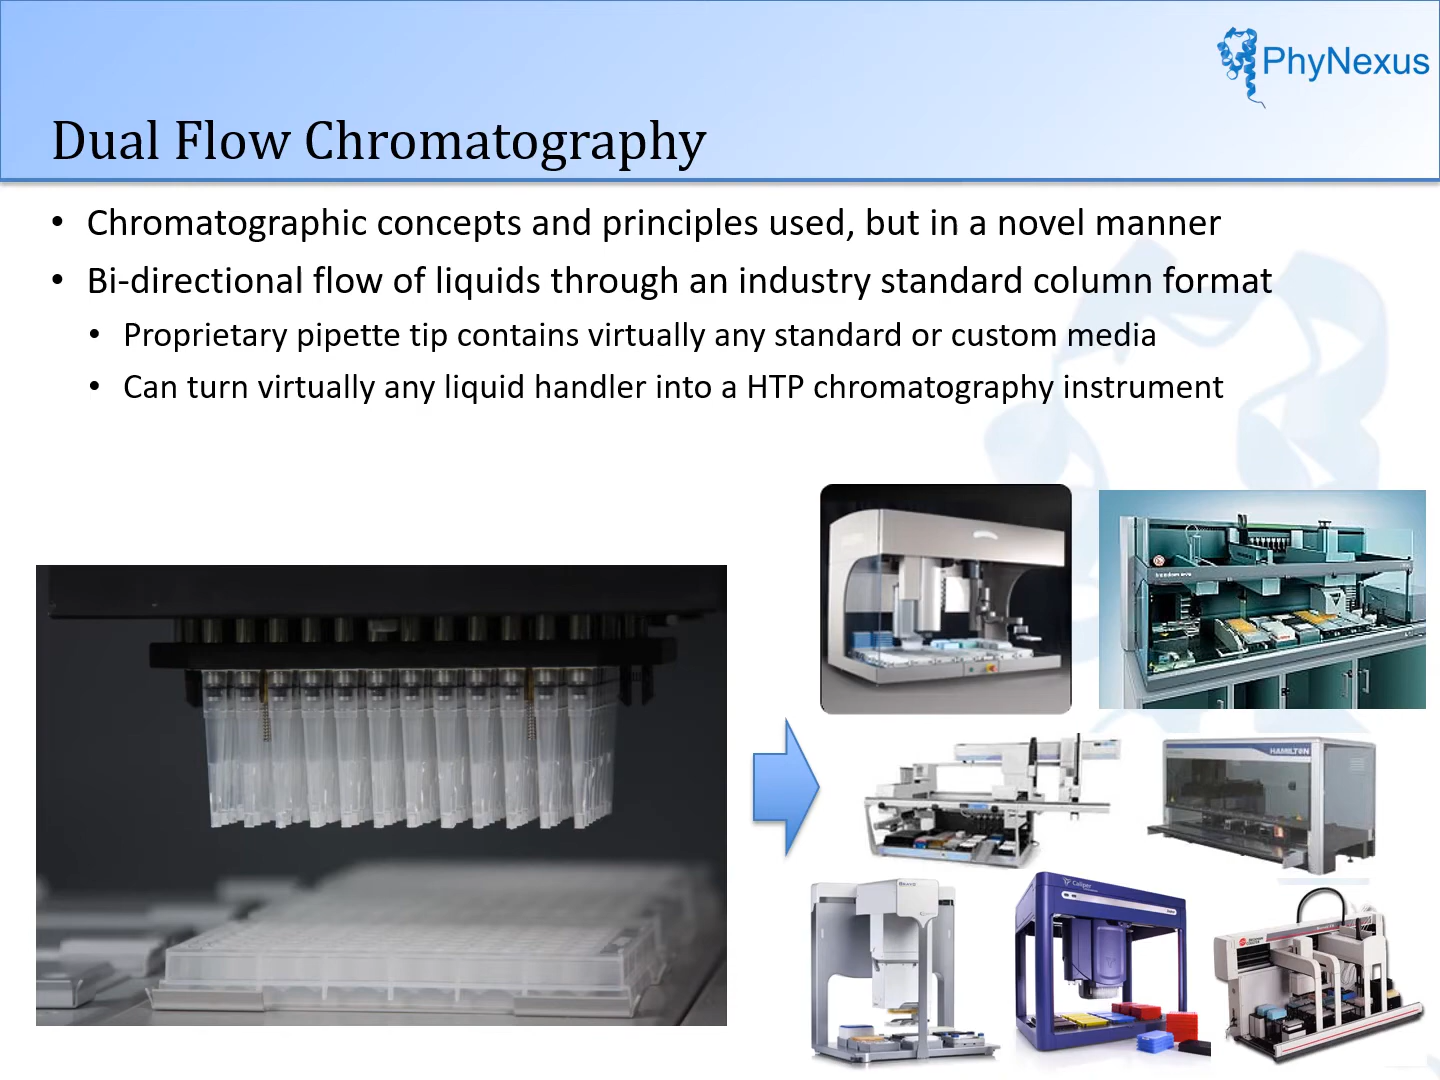 PhyNexus
Dual Flow Chromatography
• Chromatographic concepts and principles used, but in a novel manner
• Bi-directional flow of liquids through an industry standard column format
• Proprietary pipette tip contains virtually any standard or custom media
• Can turn virtually any liquid handler into a HTP chromatography instrument
HAMILTON
BRAVO
Caliper